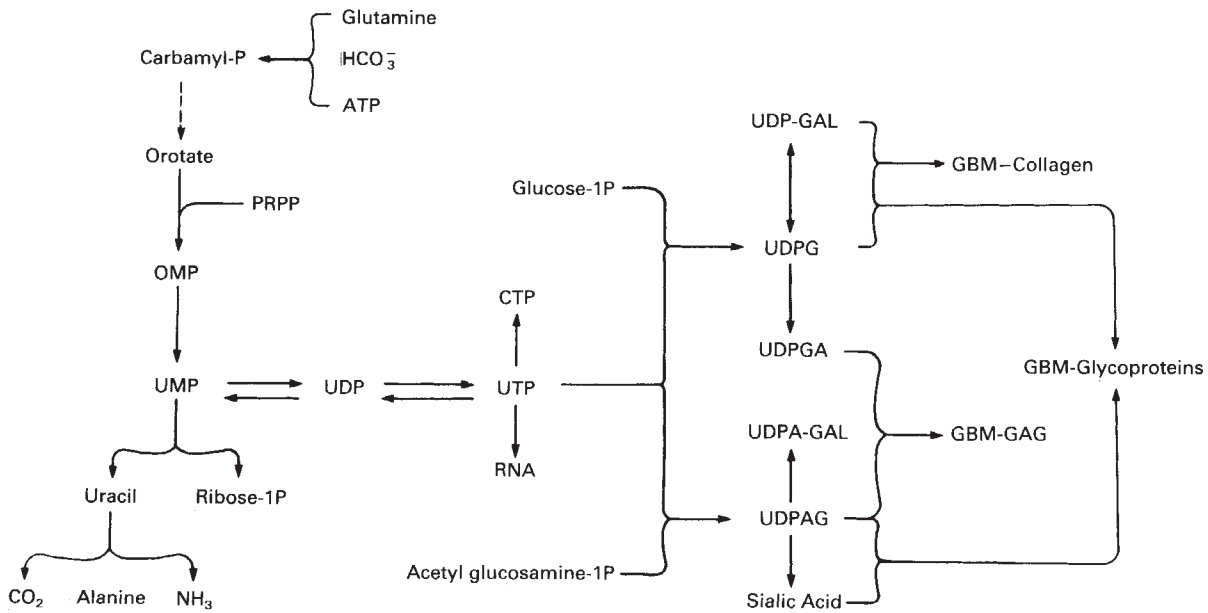 Glutamine
Carbamyl-P
HCO₃⁻
ATP
UDP-GAL
Orotate
GBM–Collagen
Glucose-1P
PRPP
UDPG
OMP
CTP
UDPGA
GBM-Glycoproteins
UMP
UDP
UTP
UDPA-GAL
GBM-GAG
RNA
Uracil
Ribose-1P
UDPAG
Acetyl glucosamine-1P
CO₂
Alanine
NH₃
Sialic Acid